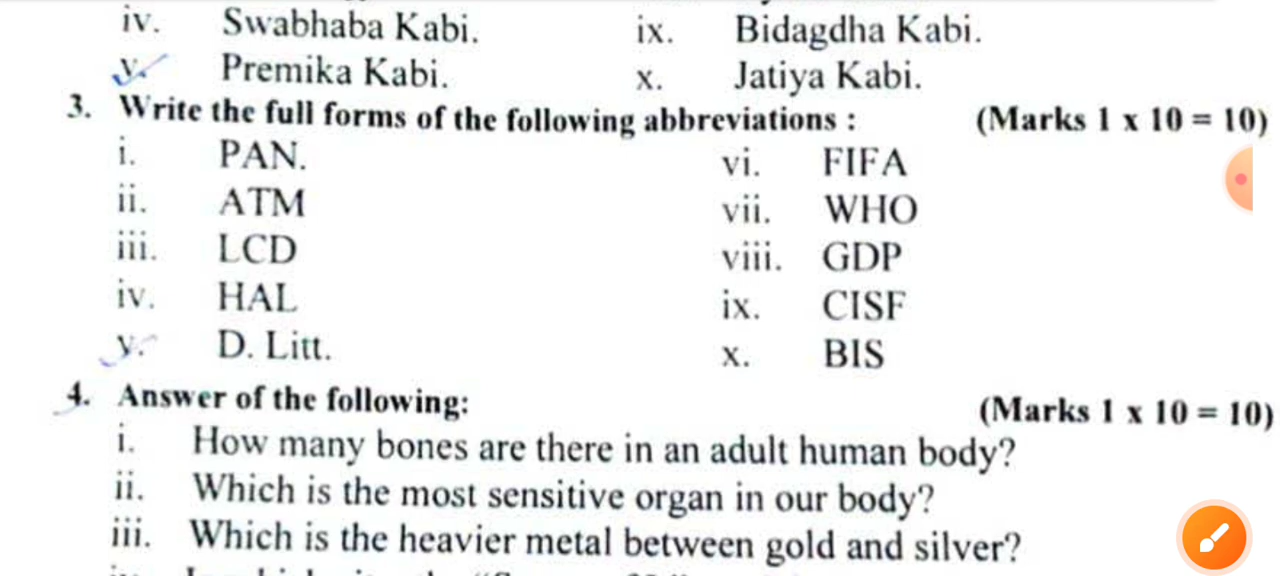 iv. Swabhaba Kabi. ix. Bidagdha Kabi.
v. Premika Kabi. x. Jatiya Kabi.
3. Write the full forms of the following abbreviations : (Marks 1 x 10 = 10)
i. PAN. vi. FIFA
ii. ATM vii. WHO
iii. LCD viii. GDP
iv. HAL ix. CISF
v. D. Litt. x. BIS
4. Answer of the following: (Marks 1 x 10 = 10)
i. How many bones are there in an adult human body?
ii. Which is the most sensitive organ in our body?
iii. Which is the heavier metal between gold and silver?